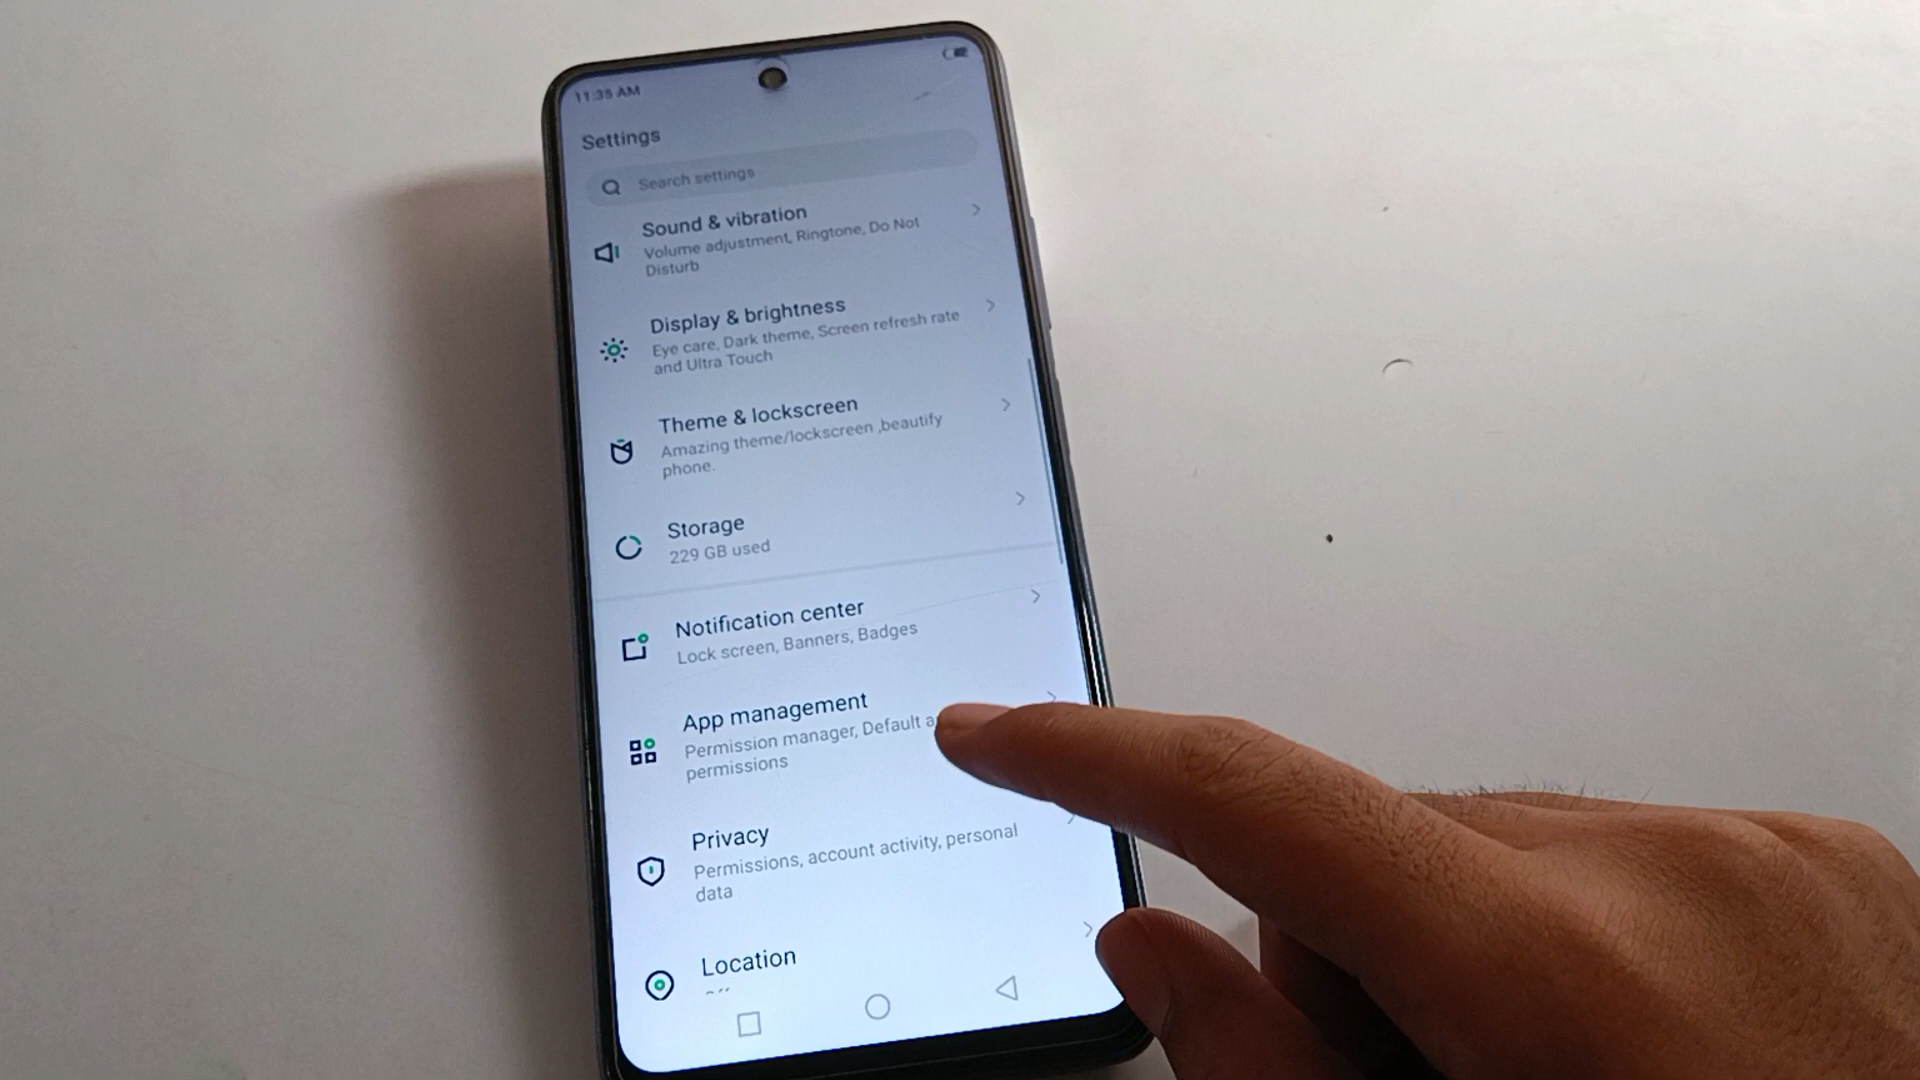 11:35 AM
Settings
Search settings
Sound & vibration
Volume adjustment, Ringtone, Do Not
Disturb
Display & brightness
Eye care, Dark theme, Screen refresh rate
and Ultra Touch
Theme & lockscreen
Amazing theme/lockscreen ,beautify
phone.
Storage
229 GB used
Notification center
Lock screen, Banners, Badges
App management
Permission manager, Default
permissions
Privacy
Permissions, account activity, personal
data
Location